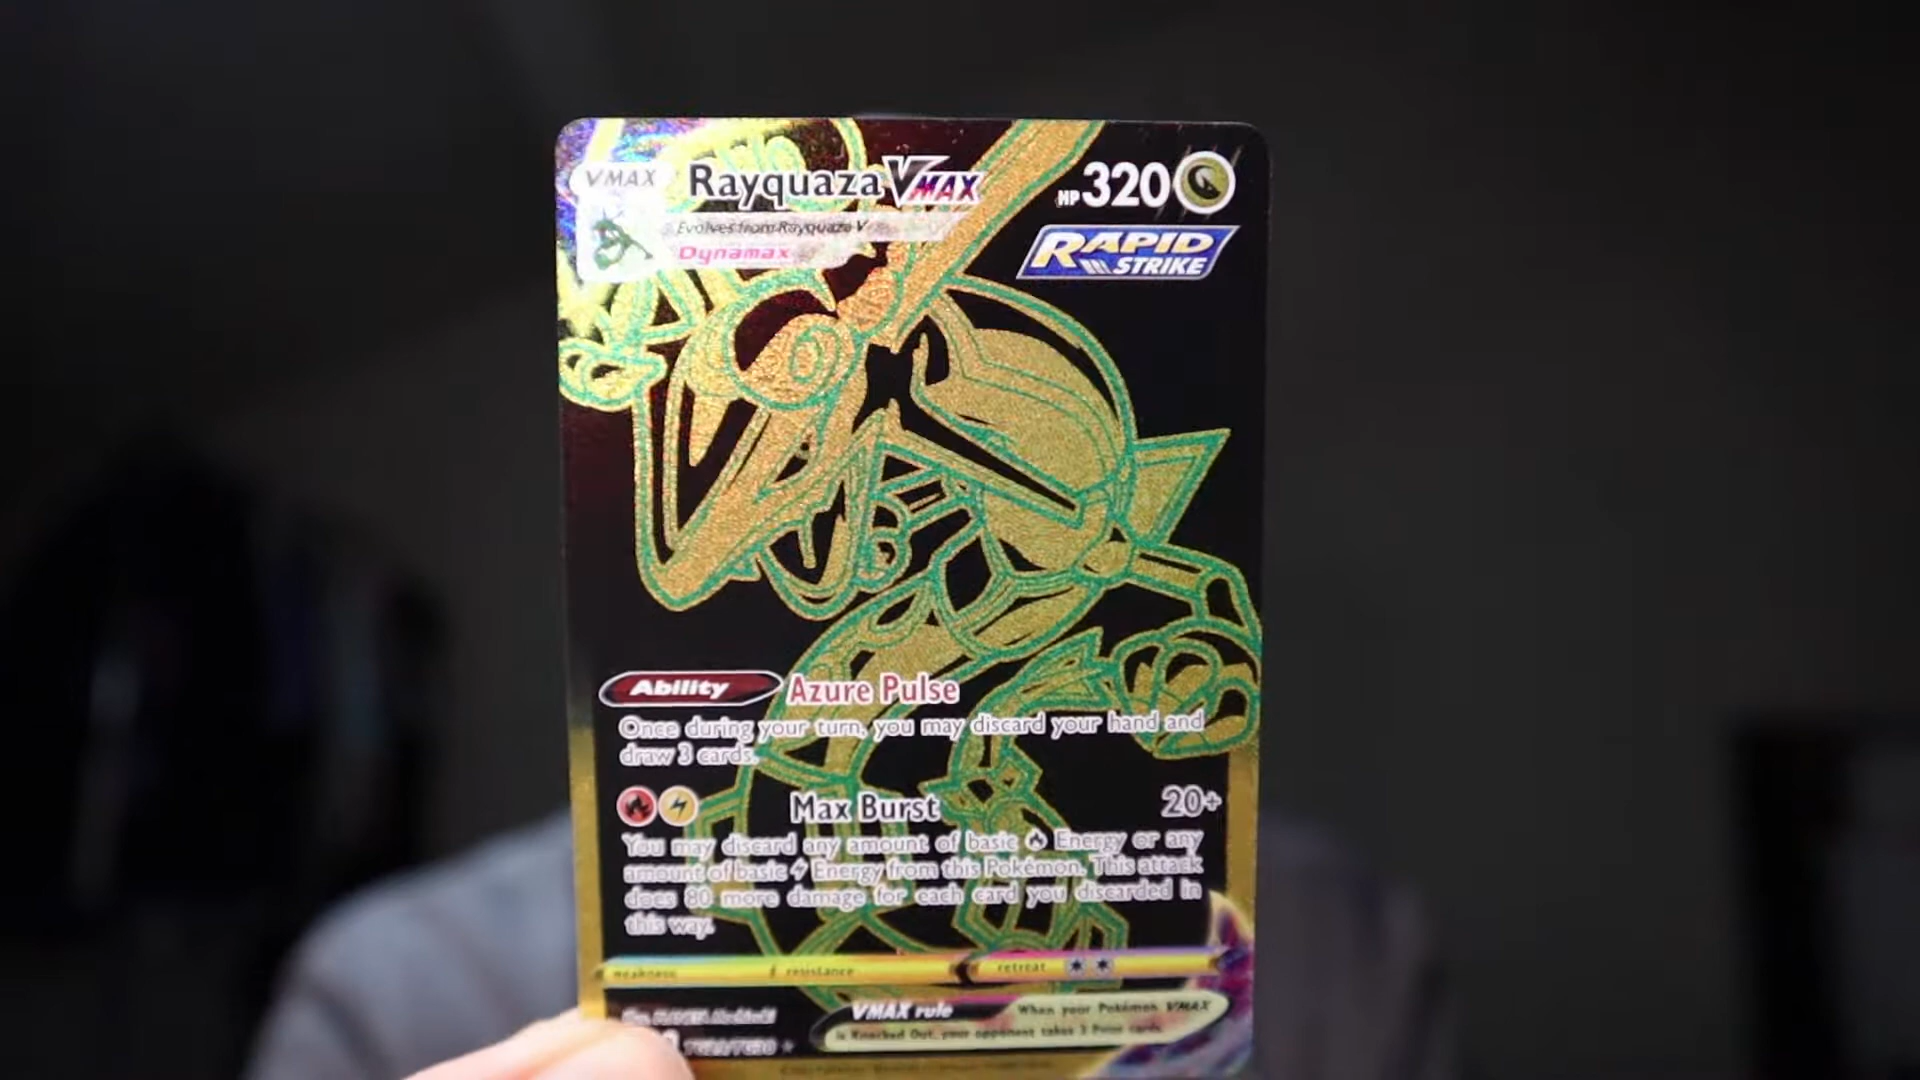 VMAX Rayquaza VMAX HP 320
Evolves from Rayquaza V
Dynamax
RAPID
STRIKE
Ability Azure Pulse
Once during your turn, you may discard your hand and
draw 3 cards.
Max Burst 20+
You may discard any amount of basic Energy or any
amount of basic Energy from this Pokémon. This attack
does 80 more damage for each card you discarded in
this way.
weakness resistance retreat
VMAX rule When your Pokémon VMAX
is Knocked Out, your opponent takes 3 Prize cards.
TG29/TG30